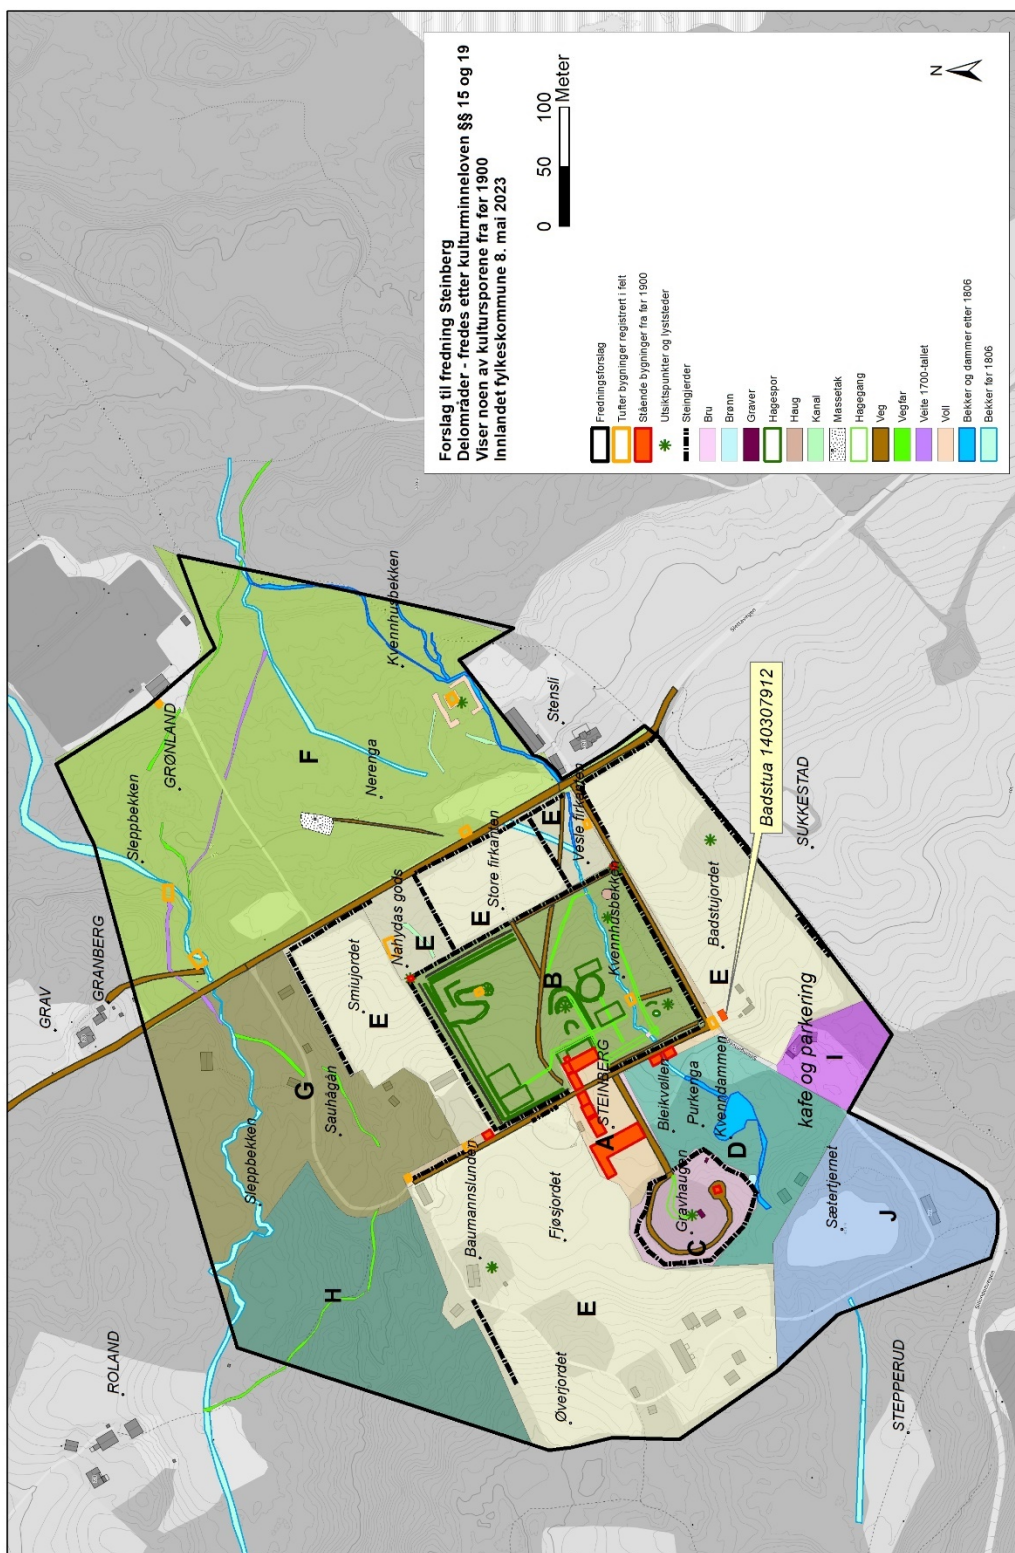 Forslag til fredning Steinberg
Delområder - fredes etter kulturminneloven §§ 15 og 19
Viser noen av kultursporene fra før 1900
Innlandet fylkeskommune 8. mai 2023
0 50 100
Meter
N
Fredningsforslag
Tufter bygninger registrert i felt
Stående bygninger fra før 1900
Utsiktspunkter og lyststeder
Steingjerder
Bru
Brønn
Graver
Hagespor
Haug
Kanal
Massetak
Hagegang
Veg
Vegfar
Veite 1700-tallet
Voll
Bekker og dammer etter 1806
Bekker før 1806
ROLAND
GRAV
GRANBERG
Sleppbekken
GRØNLAND
Sleppbekken
H
G
Sauhågån
F
Nerenga
Kvennhusbekken
Smiujordet
E
Nahydas gods
E
Store firkanten
E
E
Vesle firkanten
Stensli
Øverjordet
E
Baumannslunden
Fjøsjordet
A
STEINBERG
B
Kvennhusbekken
Badstujordet
E
Bleikvøllen
Purkenga
Kvenndammen
D
Gravhaugen
C
kafe og parkering
I
Sætertjernet
J
STEPPERUD
SUKKESTAD
Badstua 140307912